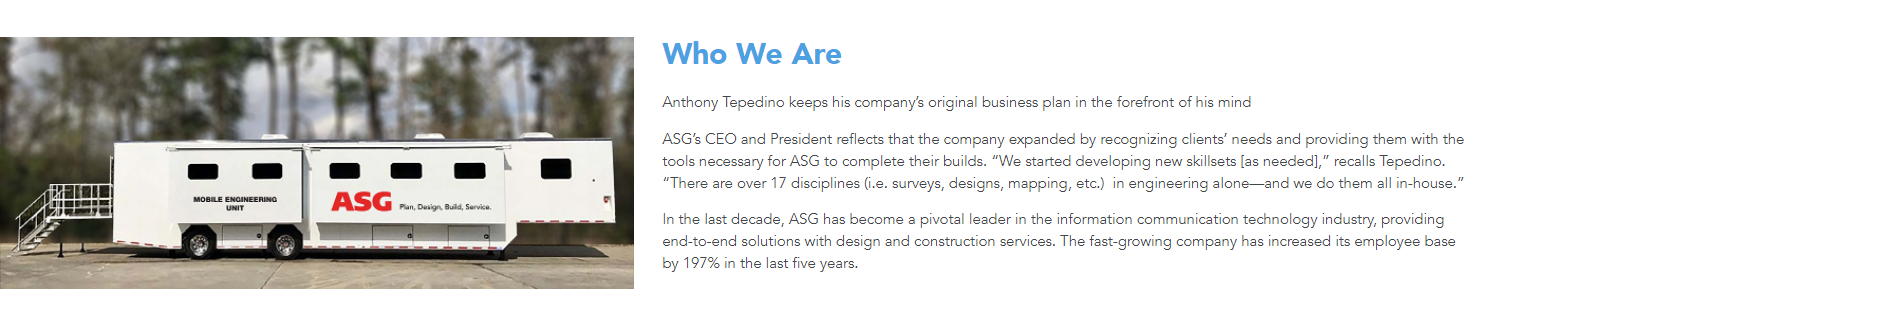 Who We Are
Anthony Tepedino keeps his company’s original business plan in the forefront of his mind
ASG’s CEO and President reflects that the company expanded by recognizing clients’ needs and providing them with the
tools necessary for ASG to complete their builds. “We started developing new skillsets [as needed],” recalls Tepedino.
“There are over 17 disciplines (i.e. surveys, designs, mapping, etc.)  in engineering alone—and we do them all in-house.”
In the last decade, ASG has become a pivotal leader in the information communication technology industry, providing
end-to-end solutions with design and construction services. The fast-growing company has increased its employee base
by 197% in the last five years.
MOBILE ENGINEERING
UNIT
ASG Plan, Design, Build, Service.